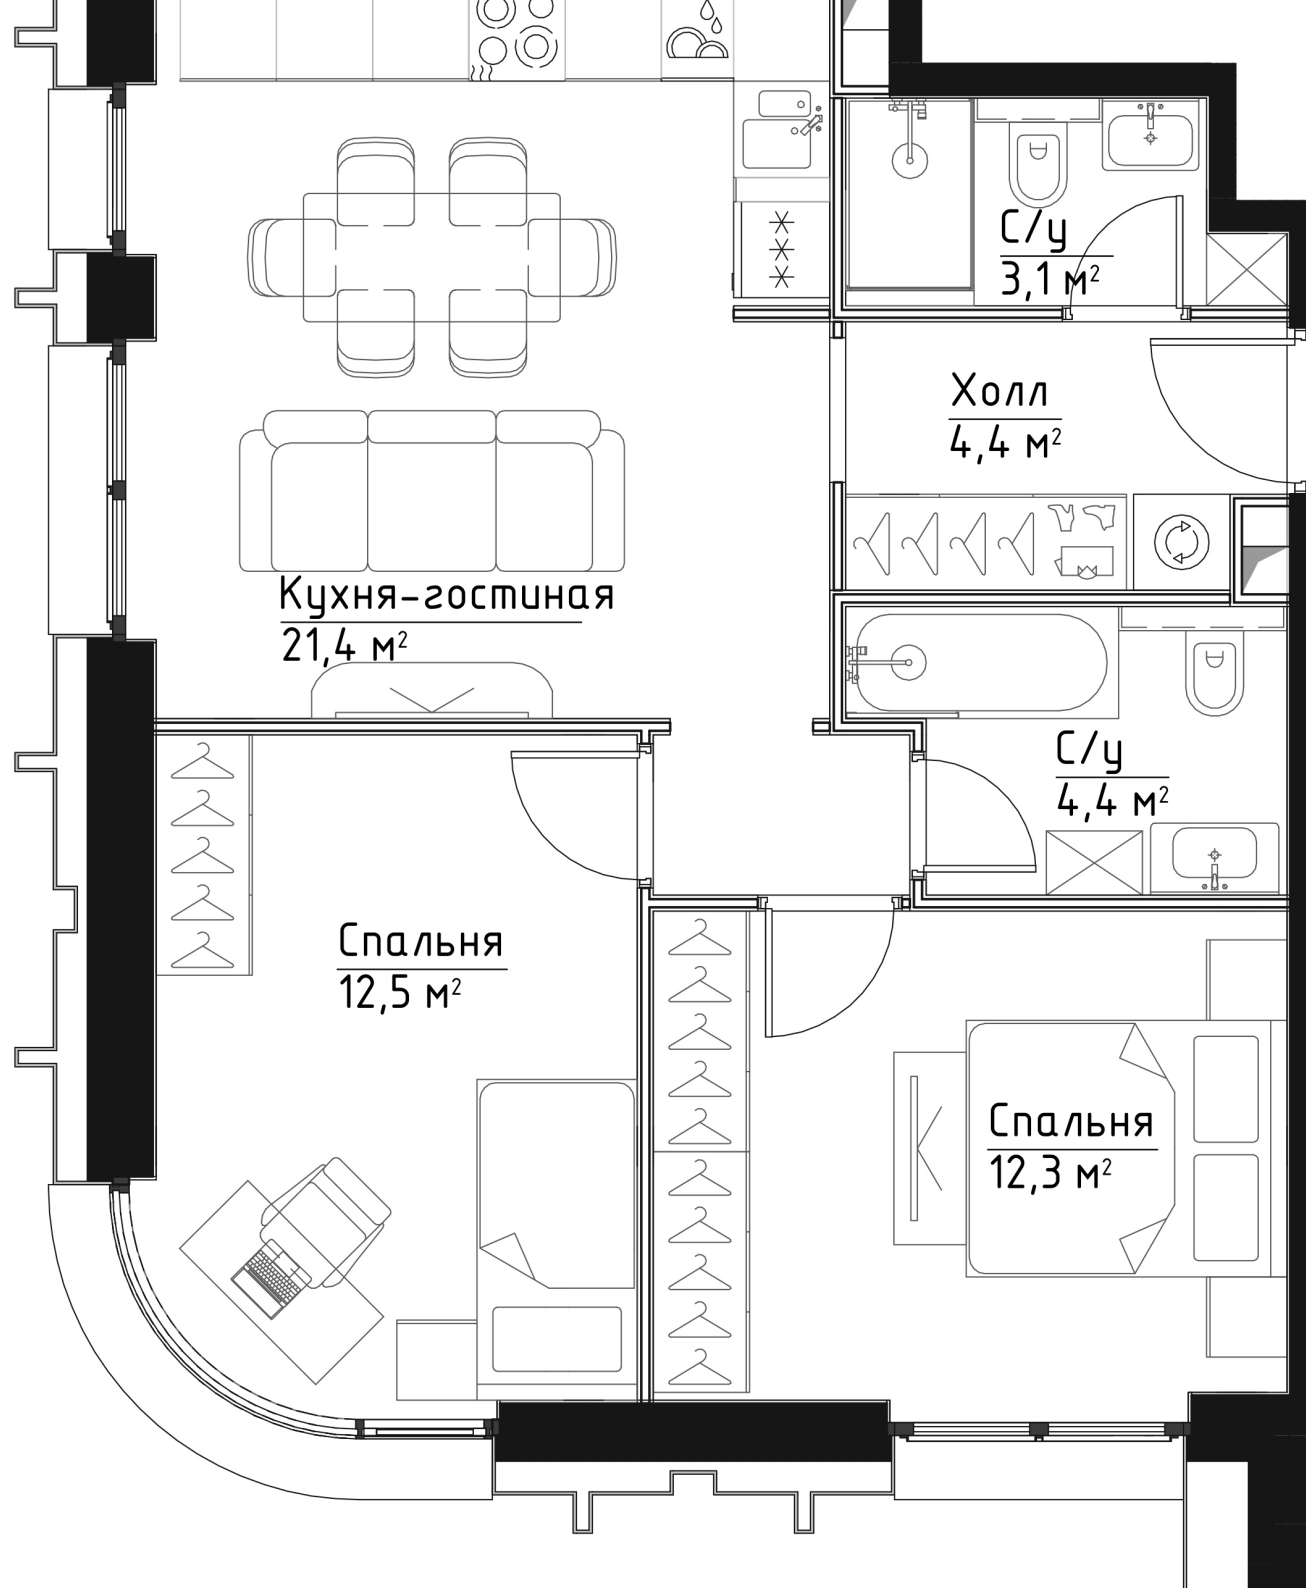 С/у
3,1 м²
Холл
4,4 м²
Кухня-гостиная
21,4 м²
С/у
4,4 м²
Спальня
12,5 м²
Спальня
12,3 м²